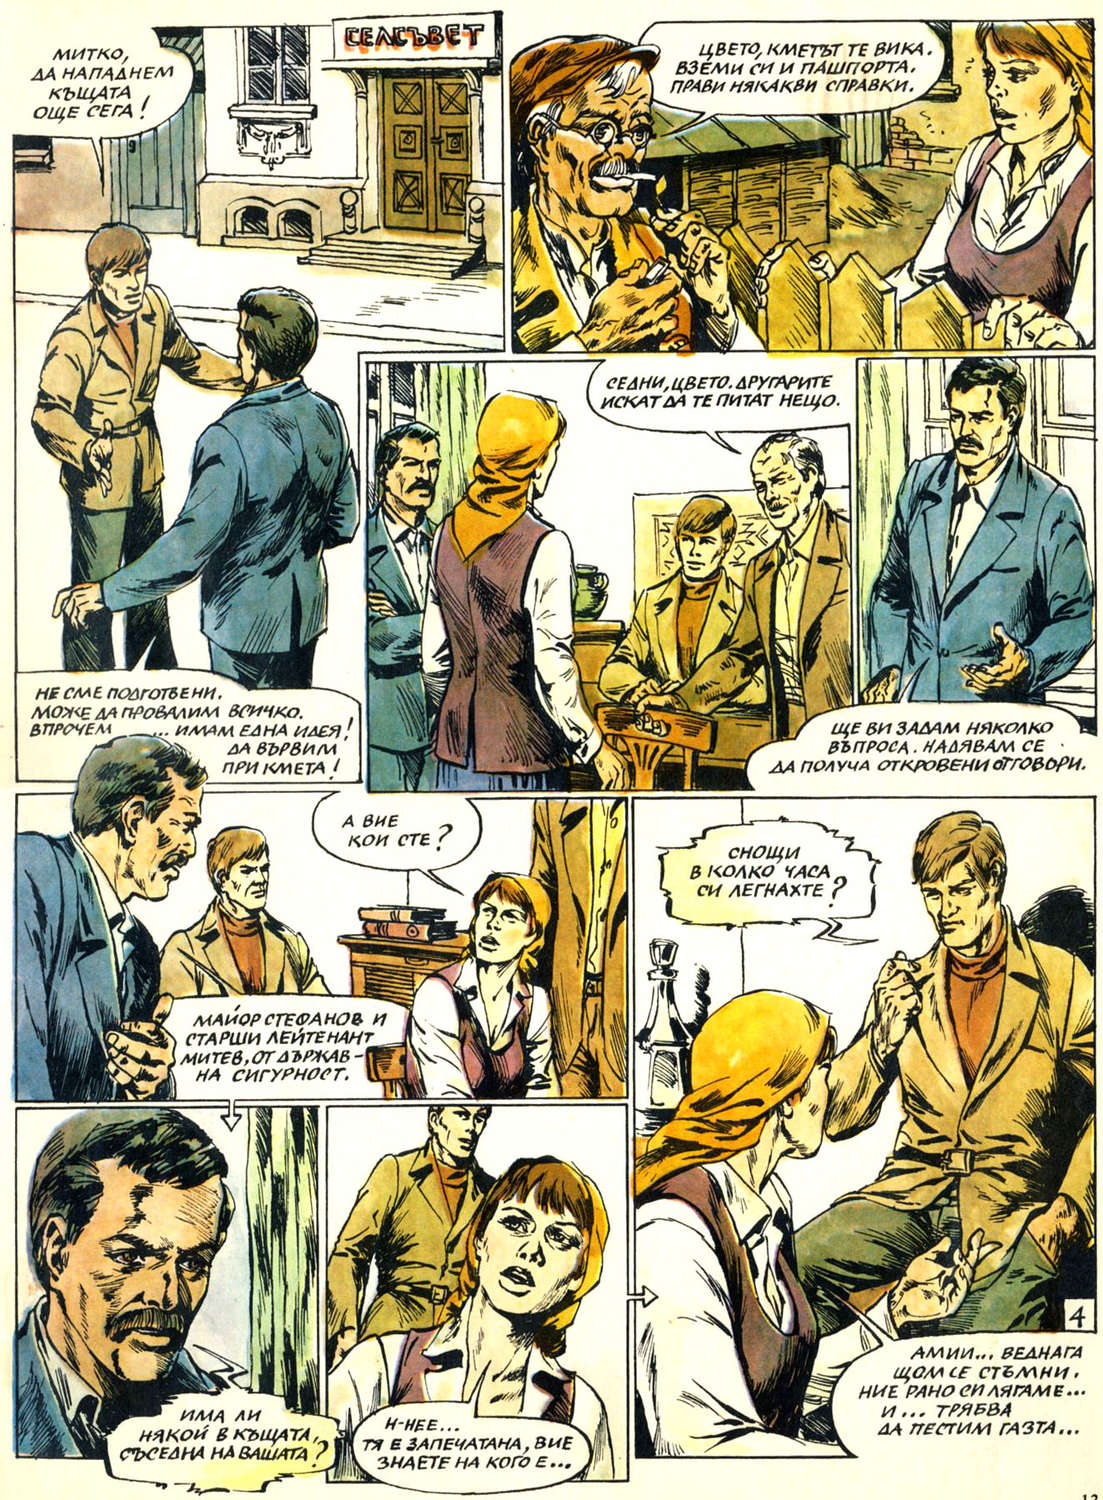 МИТКО,
ДА НАПАДНЕМ
КЪЩАТА
ОЩЕ СЕГА!
СЕЛСЪВЕТ
9
НЕ СМЕ ПОДГОТВЕНИ.
МОЖЕ ДА ПРОВАЛИМ ВСИЧКО.
ВПРОЧЕМ ... ИМАМ ЕДНА ИДЕЯ!
ДА ВЪРВИМ
ПРИ КМЕТА!
ЦВЕТО, КМЕТЪТ ТЕ ВИКА.
ВЗЕМИ СИ И ПАШПОРТА.
ПРАВИ НЯКАКВИ СПРАВКИ.
СЕДНИ, ЦВЕТО. ДРУГАРИТЕ
ИСКАТ ДА ТЕ ПИТАТ НЕЩО.
ЩЕ ВИ ЗАДАМ НЯКОЛКО
ВЪПРОСА. НАДЯВАМ СЕ
ДА ПОЛУЧА ОТКРОВЕНИ ОТГОВОРИ.
А ВИЕ
КОИ СТЕ?
МАЙОР СТЕФАНОВ И
СТАРШИ ЛЕЙТЕНАНТ
МИТЕВ, ОТ ДЪРЖАВ-
НА СИГУРНОСТ.
ИМА ЛИ
НЯКОЙ В КЪЩАТА,
СЪСЕДНА НА ВАШАТА?
Н-НЕЕ...
ТЯ Е ЗАПЕЧАТАНА, ВИЕ
ЗНАЕТЕ НА КОГО Е...
СНОЩИ
В КОЛКО ЧАСА
СИ ЛЕГНАХТЕ?
АМИИ... ВЕДНАГА
ЩОМ СЕ СТЪМНИ.
НИЕ РАНО СИ ЛЯГАМЕ...
И... ТРЯБВА
ДА ПЕСТИМ ГАЗТА...
4
13